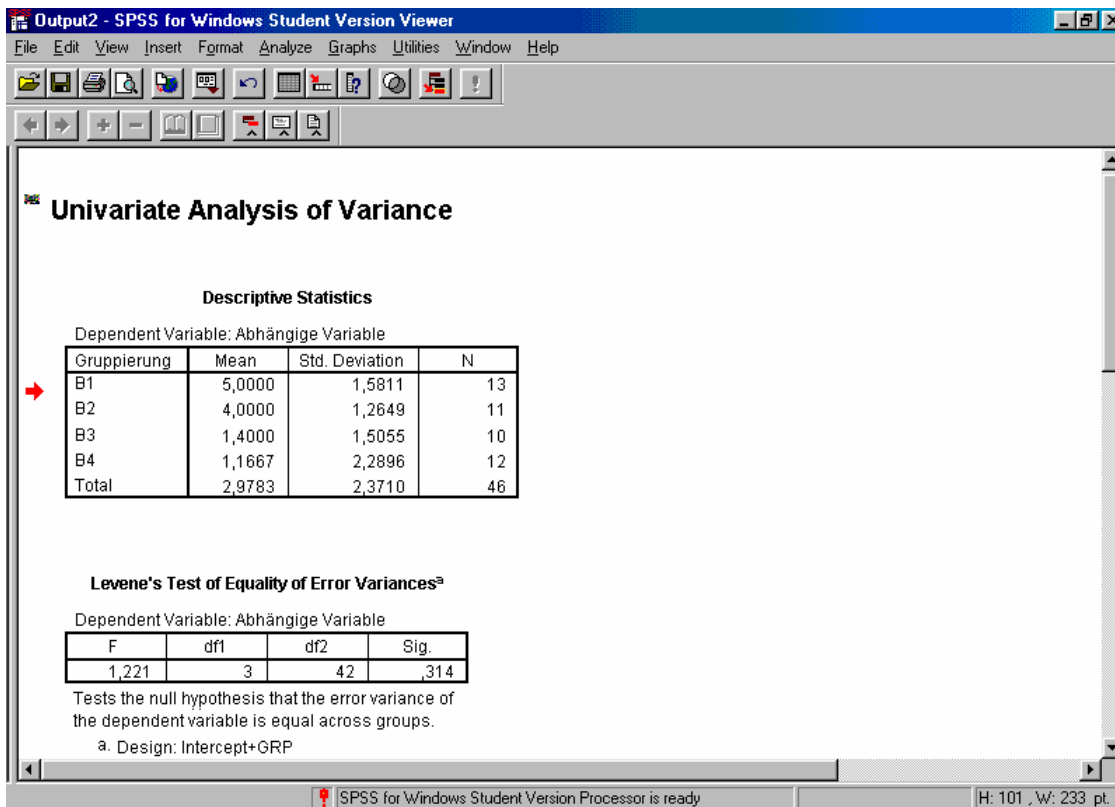 Output2 - SPSS for Windows Student Version Viewer
File Edit View Insert Format Analyze Graphs Utilities Window Help
Univariate Analysis of Variance
Descriptive Statistics
Dependent Variable: Abhängige Variable
Gruppierung Mean Std. Deviation N
B1 5,0000 1,5811 13
B2 4,0000 1,2649 11
B3 1,4000 1,5055 10
B4 1,1667 2,2896 12
Total 2,9783 2,3710 46
Levene's Test of Equality of Error Variancesª
Dependent Variable: Abhängige Variable
F df1 df2 Sig.
1,221 3 42 ,314
Tests the null hypothesis that the error variance of
the dependent variable is equal across groups.
a. Design: Intercept+GRP
SPSS for Windows Student Version Processor is ready H: 101 , W: 233 pt.